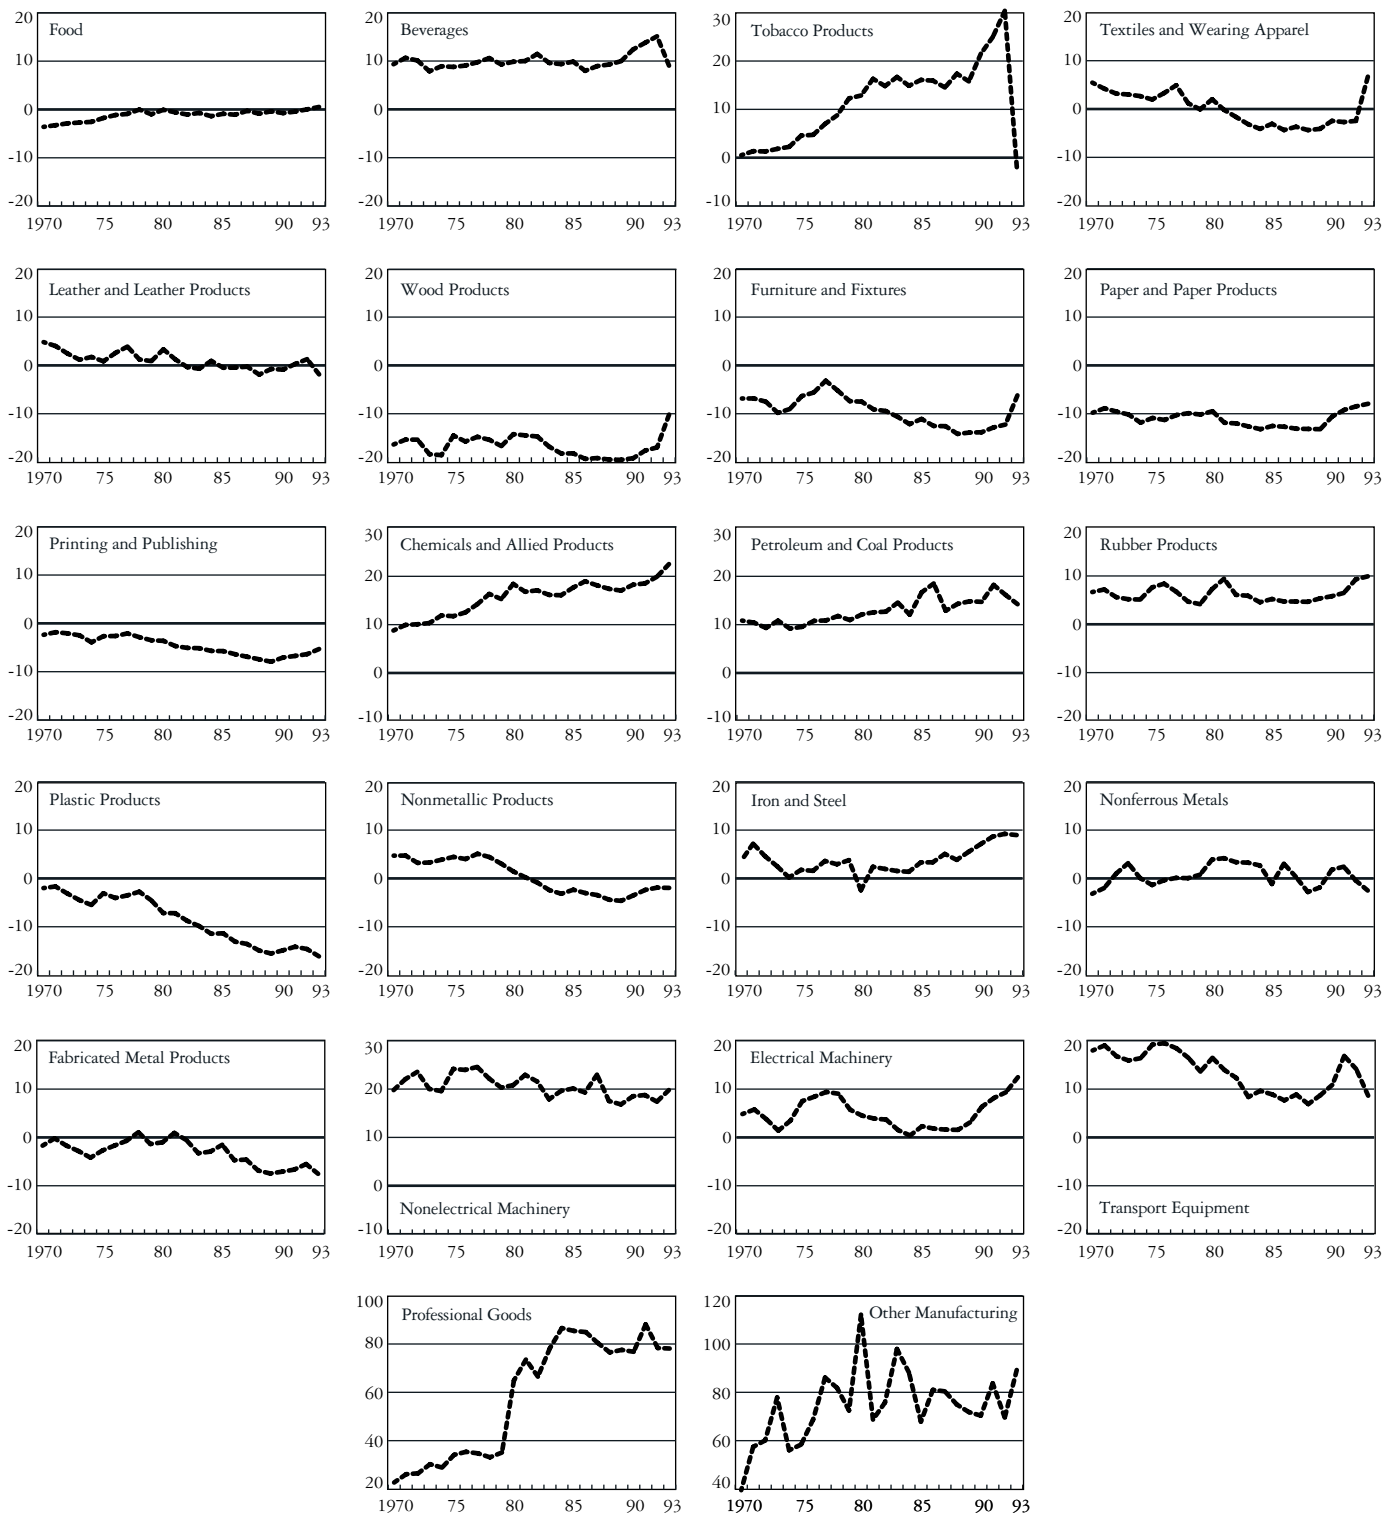 20 20 30 20
Food Beverages Tobacco Products Textiles and Wearing Apparel
10 10 20 10
0 0 10 0
-10 -10 0 -10
-20 -20 -10 -20
1970 75 80 85 90 93 1970 75 80 85 90 93 1970 75 80 85 90 93 1970 75 80 85 90 93
20 20 20 20
Leather and Leather Products Wood Products Furniture and Fixtures Paper and Paper Products
10 10 10 10
0 0 0 0
-10 -10 -10 -10
-20 -20 -20 -20
1970 75 80 85 90 93 1970 75 80 85 90 93 1970 75 80 85 90 93 1970 75 80 85 90 93
20 30 30 20
Printing and Publishing Chemicals and Allied Products Petroleum and Coal Products Rubber Products
10 20 20 10
0 10 10 0
-10 0 0 -10
-20 -10 -10 -20
1970 75 80 85 90 93 1970 75 80 85 90 93 1970 75 80 85 90 93 1970 75 80 85 90 93
20 20 20 20
Plastic Products Nonmetallic Products Iron and Steel Nonferrous Metals
10 10 10 10
0 0 0 0
-10 -10 -10 -10
-20 -20 -20 -20
1970 75 80 85 90 93 1970 75 80 85 90 93 1970 75 80 85 90 93 1970 75 80 85 90 93
20 30 20 20
Fabricated Metal Products Electrical Machinery
10 20 10 10
0 10 0 0
-10 0 -10 -10
Nonelectrical Machinery Transport Equipment
-20 -10 -20 -20
1970 75 80 85 90 93 1970 75 80 85 90 93 1970 75 80 85 90 93 1970 75 80 85 90 93
100 120
Professional Goods Other Manufacturing
80 100
60 80
40 60
20 40
1970 75 80 85 90 93 1970 75 80 85 90 93